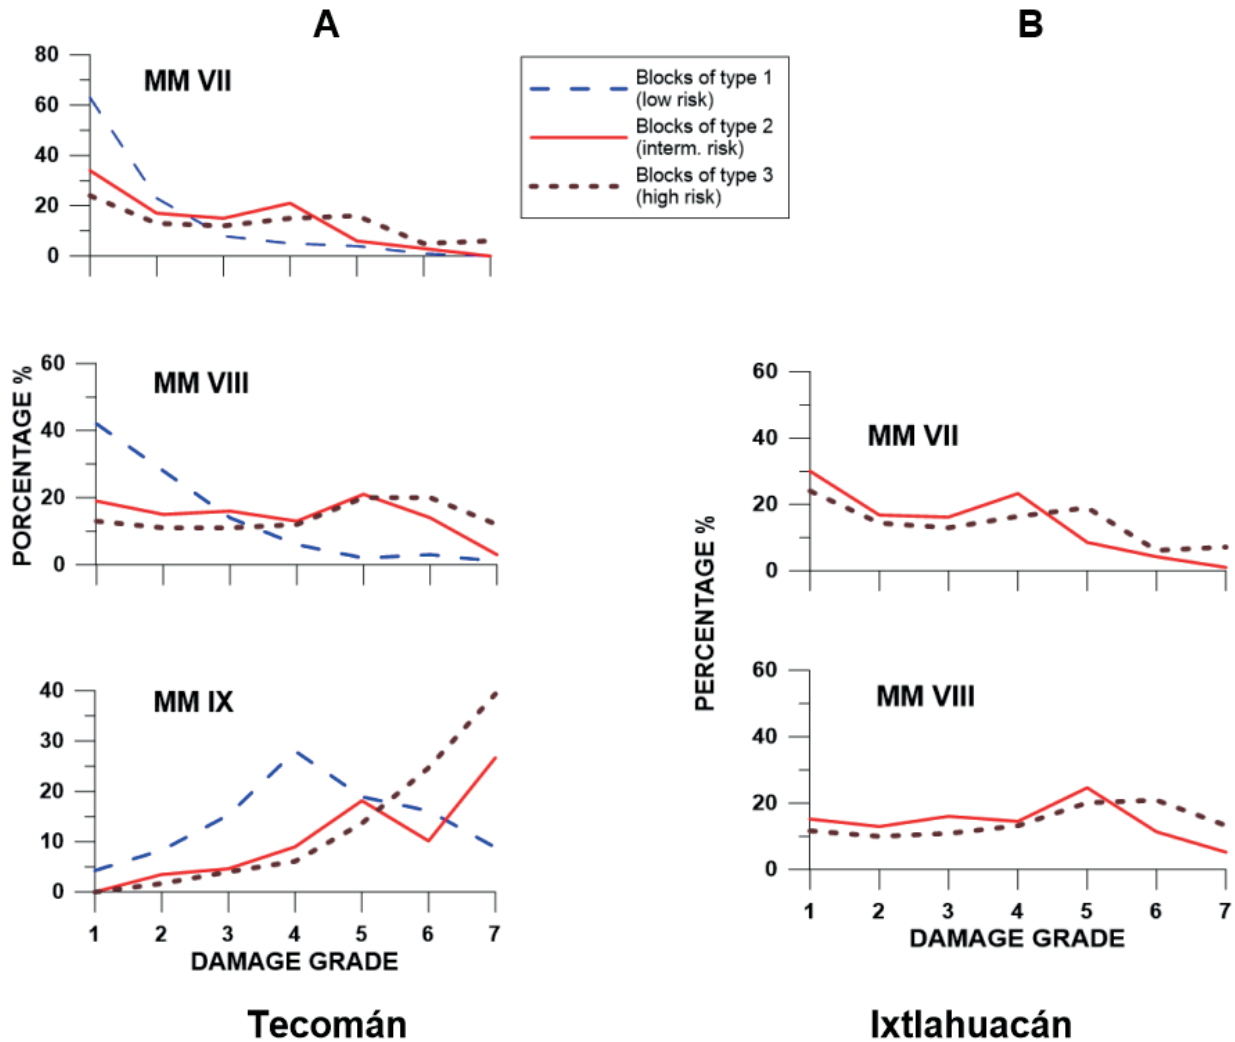 A
B
80
60
40
20
0
MM VII
Blocks of type 1
(low risk)
Blocks of type 2
(interm. risk)
Blocks of type 3
(high risk)
PORCENTAGE %
60
40
20
0
MM VIII
40
30
20
10
0
MM IX
1 2 3 4 5 6 7
DAMAGE GRADE
Tecomán
PERCENTAGE %
60
40
20
0
MM VII
60
40
20
0
MM VIII
1 2 3 4 5 6 7
DAMAGE GRADE
Ixtlahuacán